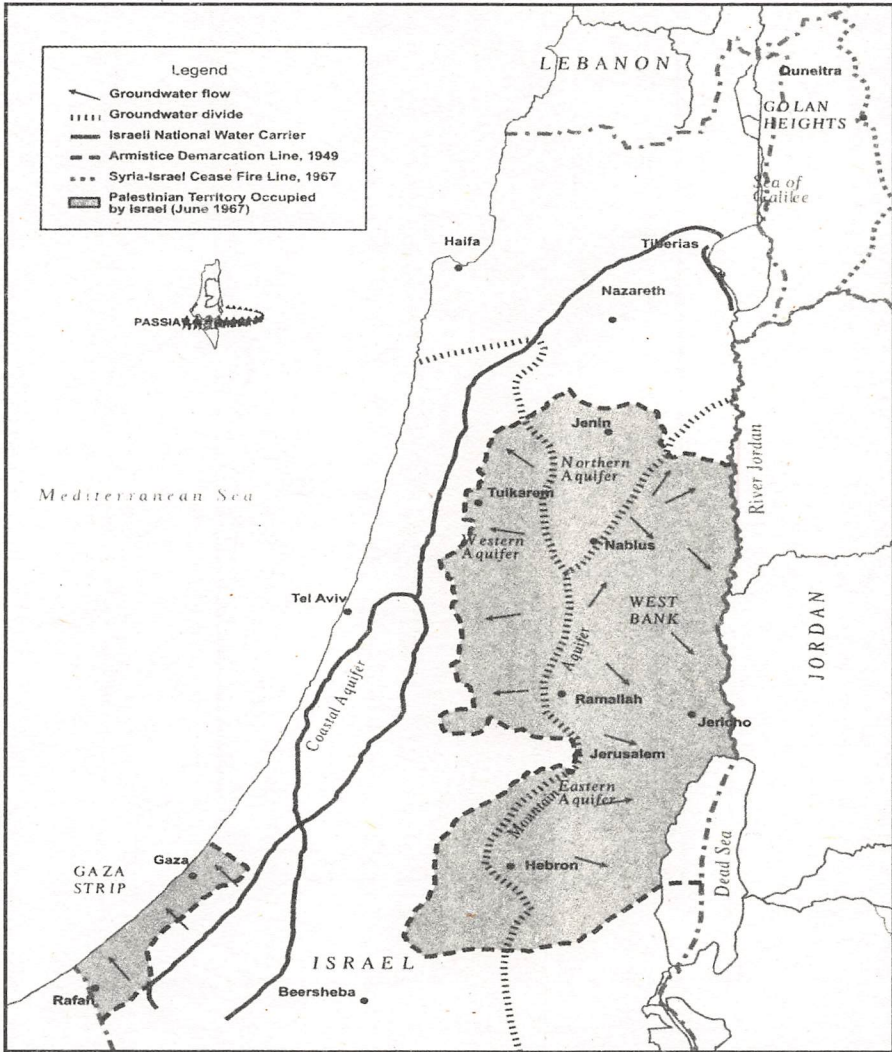 Legend
Groundwater flow
Groundwater divide
Israeli National Water Carrier
Armistice Demarcation Line, 1949
Syria-Israel Cease Fire Line, 1967
Palestinian Territory Occupied
by Israel (June 1967)
PASSIA
LEBANON
Quneitra
GOLAN
HEIGHTS
Sea of
Galilee
Haifa
Tiberias
Nazareth
Jenin
Northern
Aquifer
Mediterranean Sea
Tulkarem
Western
Aquifer
Nablus
River Jordan
Tel Aviv
WEST
BANK
JORDAN
Coastal Aquifer
Mountain Aquifer
Ramallah
Jericho
Jerusalem
Eastern
Aquifer
Gaza
GAZA
STRIP
Hebron
Dead Sea
ISRAEL
Rafah
Beersheba